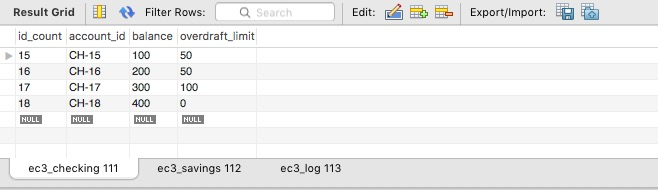 Result Grid Filter Rows: Search Edit: Export/Import:
id_count account_id balance overdraft_limit
15 CH-15 100 50
16 CH-16 200 50
17 CH-17 300 100
18 CH-18 400 0
NULL NULL NULL NULL
ec3_checking 111 ec3_savings 112 ec3_log 113